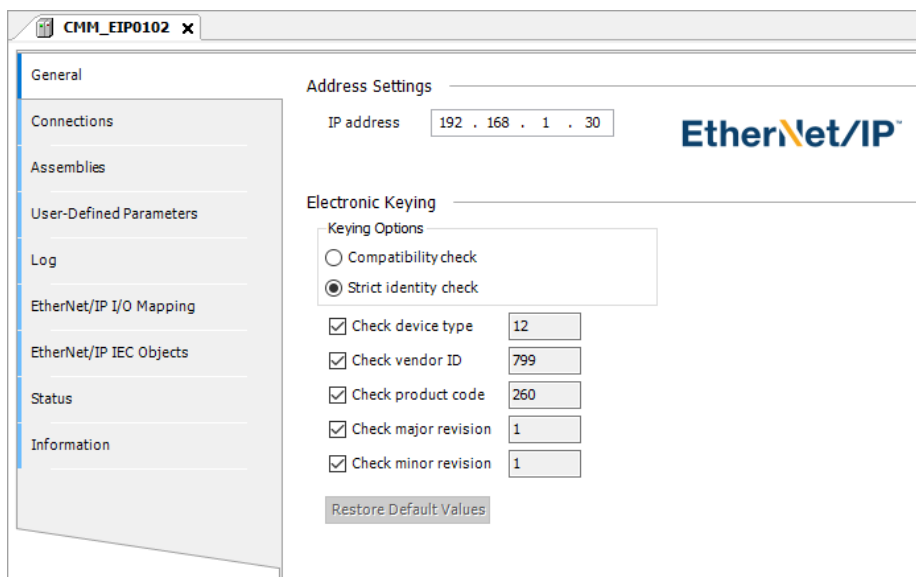 CMM_EIP0102
General
Connections
Assemblies
User-Defined Parameters
Log
EtherNet/IP I/O Mapping
EtherNet/IP IEC Objects
Status
Information
Address Settings
IP address 192 . 168 . 1 . 30
EtherNet/IP™
Electronic Keying
Keying Options
Compatibility check
Strict identity check
Check device type 12
Check vendor ID 799
Check product code 260
Check major revision 1
Check minor revision 1
Restore Default Values